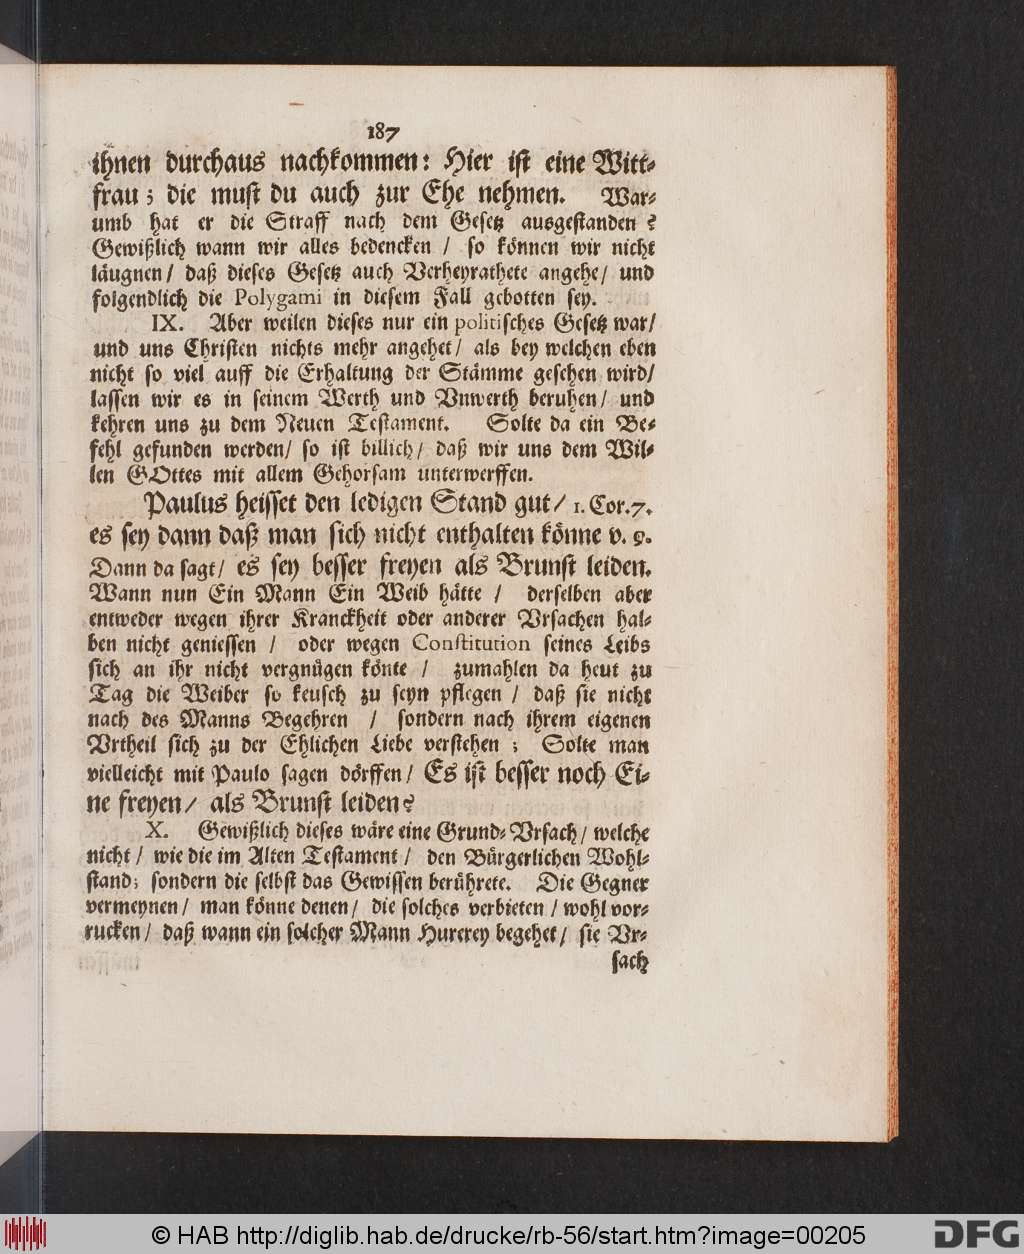 187
ihnen durchaus nachkommen: Hier ist eine Witt-
frau; die must du auch zur Ehe nehmen. War-
umb hat er die Straff nach dem Gesetz ausgestanden?
Gewißlich wann wir alles bedencken / so können wir nicht
läugnen/ daß dieses Gesetz auch Verheyrathete angehe/ und
folgendlich die Polygami in diesem Fall gebotten sey.
IX. Aber weilen dieses nur ein politisches Gesetz war/
und uns Christen nichts mehr angehet/ als bey welchen eben
nicht so viel auff die Erhaltung der Stämme gesehen wird/
lassen wir es in seinem Werth und Vnwerth beruhen/ und
kehren uns zu dem Neuen Testament. Solte da ein Be-
fehl gefunden werden/ so ist billich/ daß wir uns dem Wil-
len GOttes mit allem Gehorsam unterwerffen.
Paulus heisset den ledigen Stand gut/ 1. Cor. 7.
es sey dann daß man sich nicht enthalten könne v. 9.
Dann da sagt/ es sey besser freyen als Brunst leiden.
Wann nun Ein Mann Ein Weib hätte / derselben aber
entweder wegen ihrer Kranckheit oder anderer Vrsachen hal-
ben nicht geniessen / oder wegen Constitution seines Leibs
sich an ihr nicht vergnügen könte / zumahlen da heut zu
Tag die Weiber so keusch zu seyn pflegen / daß sie nicht
nach des Manns Begehren / sondern nach ihrem eigenen
Vrtheil sich zu der Ehlichen Liebe verstehen; Solte man
vielleicht mit Paulo sagen dörffen/ Es ist besser noch Ei-
ne freyen/ als Brunst leiden?
X. Gewißlich dieses wäre eine Grund-Vrsach/ welche
nicht/ wie die im Alten Testament/ den Bürgerlichen Wohl-
stand; sondern die selbst das Gewissen berührete. Die Gegner
vermeynen/ man könne denen/ die solches verbieten/ wohl vor-
rucken/ daß wann ein solcher Mann Hurerey begehet/ sie Vr-
sach
© HAB http://diglib.hab.de/drucke/rb-56/start.htm?image=00205
DFG